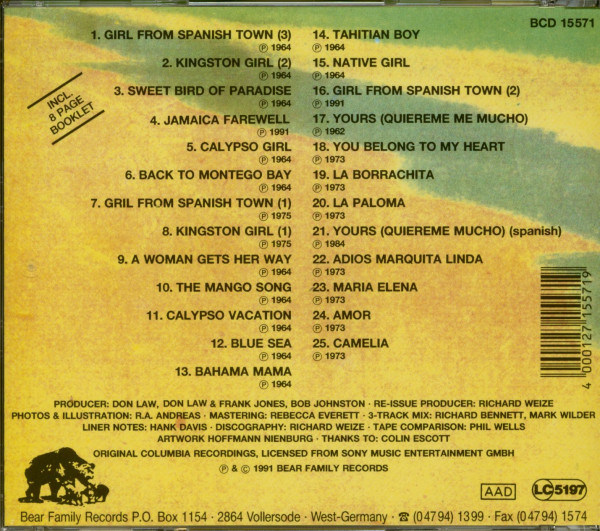 BCD 15571
INCL.
8 PAGE
BOOKLET
1. GIRL FROM SPANISH TOWN (3)
℗ 1964
2. KINGSTON GIRL (2)
℗ 1964
3. SWEET BIRD OF PARADISE
℗ 1964
4. JAMAICA FAREWELL
℗ 1991
5. CALYPSO GIRL
℗ 1964
6. BACK TO MONTEGO BAY
℗ 1964
7. GRIL FROM SPANISH TOWN (1)
℗ 1975
8. KINGSTON GIRL (1)
℗ 1975
9. A WOMAN GETS HER WAY
℗ 1964
10. THE MANGO SONG
℗ 1964
11. CALYPSO VACATION
℗ 1964
12. BLUE SEA
℗ 1964
13. BAHAMA MAMA
℗ 1964
14. TAHITIAN BOY
℗ 1964
15. NATIVE GIRL
℗ 1964
16. GIRL FROM SPANISH TOWN (2)
℗ 1991
17. YOURS (QUIEREME ME MUCHO)
℗ 1962
18. YOU BELONG TO MY HEART
℗ 1973
19. LA BORRACHITA
℗ 1973
20. LA PALOMA
℗ 1973
21. YOURS (QUIEREME MUCHO) (spanish)
℗ 1984
22. ADIOS MARQUITA LINDA
℗ 1973
23. MARIA ELENA
℗ 1973
24. AMOR
℗ 1973
25. CAMELIA
℗ 1973
4 000127 155719
PRODUCER: DON LAW, DON LAW & FRANK JONES, BOB JOHNSTON · RE-ISSUE PRODUCER: RICHARD WEIZE
PHOTOS & ILLUSTRATION: R.A. ANDREAS · MASTERING: REBECCA EVERETT · 3-TRACK MIX: RICHARD BENNETT, MARK WILDER
LINER NOTES: HANK DAVIS · DISCOGRAPHY: RICHARD WEIZE · TAPE COMPARISON: PHIL WELLS
ARTWORK HOFFMANN NIENBURG · THANKS TO: COLIN ESCOTT
ORIGINAL COLUMBIA RECORDINGS, LICENSED FROM SONY MUSIC ENTERTAINMENT GMBH
℗ & © 1991 BEAR FAMILY RECORDS
AAD
LC 5197
Bear Family Records P.O. Box 1154 · 2864 Vollersode · West-Germany · ☎ (0 47 94) 1399 · Fax (0 47 94) 1574